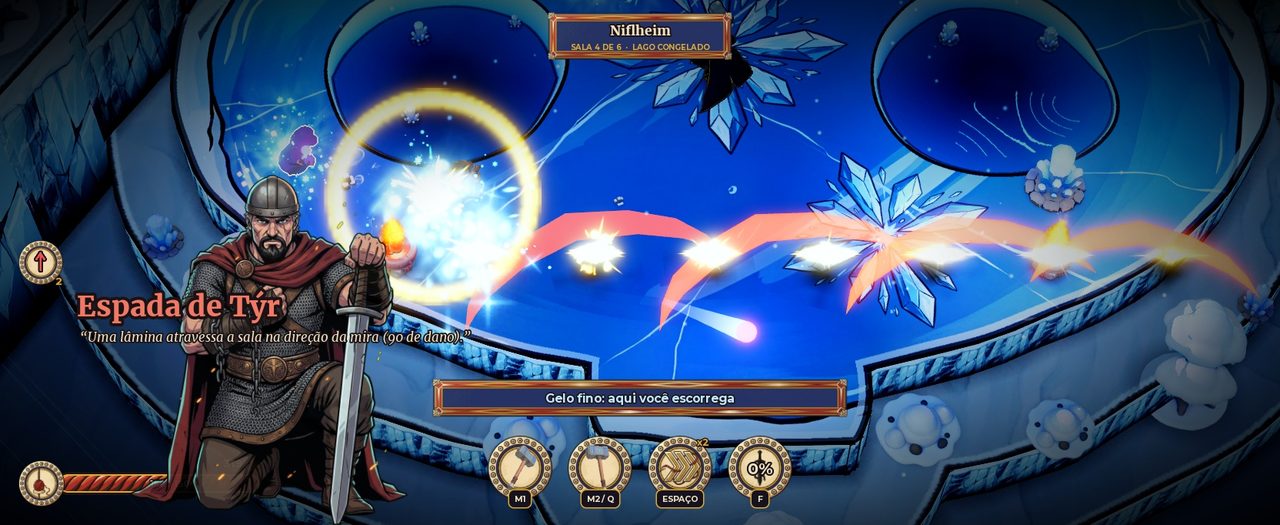 Niflheim
SALA 4 DE 6 · LAGO CONGELADO
2
Espada de Týr
“Uma lâmina atravessa a sala na direção da mira (90 de dano).”
Gelo fino: aqui você escorrega
x2
0%
M1
M2 / Q
ESPAÇO
F